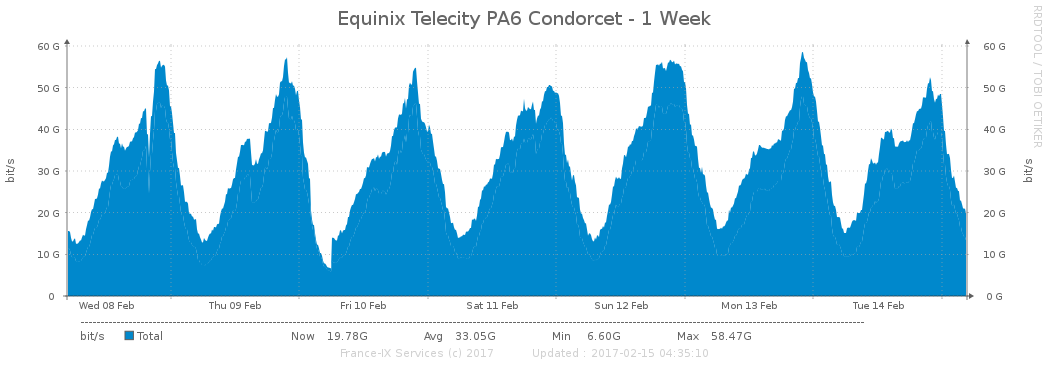 Equinix Telecity PA6 Condorcet - 1 Week
RRDTOOL / TOBI OETIKER
60 G 60 G
50 G 50 G
40 G 40 G
30 G 30 G
20 G 20 G
10 G 10 G
0 0 G
bit/s bit/s
Wed 08 Feb Thu 09 Feb Fri 10 Feb Sat 11 Feb Sun 12 Feb Mon 13 Feb Tue 14 Feb
bit/s Total Now 19.78G Avg 33.05G Min 6.60G Max 58.47G
France-IX Services (c) 2017 Updated : 2017-02-15 04:35:10